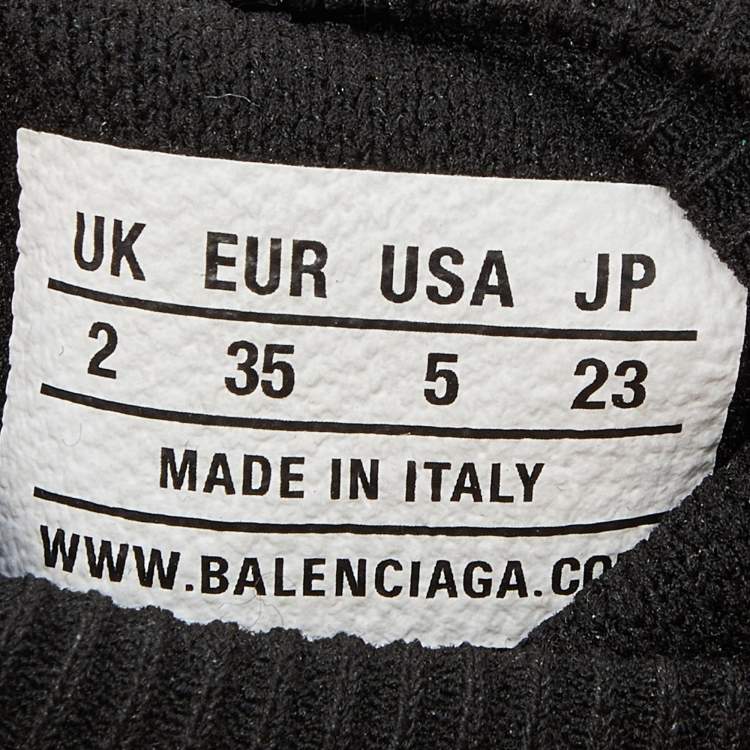 UK EUR USA JP
2 35 5 23
MADE IN ITALY
WWW.BALENCIAGA.CO